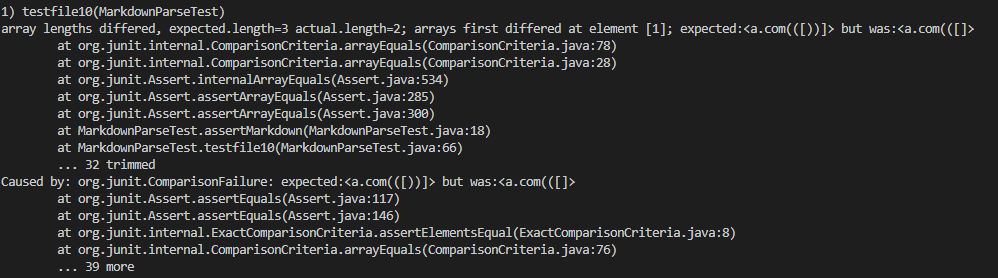 1) testfile10(MarkdownParseTest)
array lengths differed, expected.length=3 actual.length=2; arrays first differed at element [1]; expected:<a.com(([))]> but was:<a.com(([]>
at org.junit.internal.ComparisonCriteria.arrayEquals(ComparisonCriteria.java:78)
at org.junit.internal.ComparisonCriteria.arrayEquals(ComparisonCriteria.java:28)
at org.junit.Assert.internalArrayEquals(Assert.java:534)
at org.junit.Assert.assertArrayEquals(Assert.java:285)
at org.junit.Assert.assertArrayEquals(Assert.java:300)
at MarkdownParseTest.assertMarkdown(MarkdownParseTest.java:18)
at MarkdownParseTest.testfile10(MarkdownParseTest.java:66)
... 32 trimmed
Caused by: org.junit.ComparisonFailure: expected:<a.com(([))]> but was:<a.com(([]>
at org.junit.Assert.assertEquals(Assert.java:117)
at org.junit.Assert.assertEquals(Assert.java:146)
at org.junit.internal.ExactComparisonCriteria.assertElementsEqual(ExactComparisonCriteria.java:8)
at org.junit.internal.ComparisonCriteria.arrayEquals(ComparisonCriteria.java:76)
... 39 more